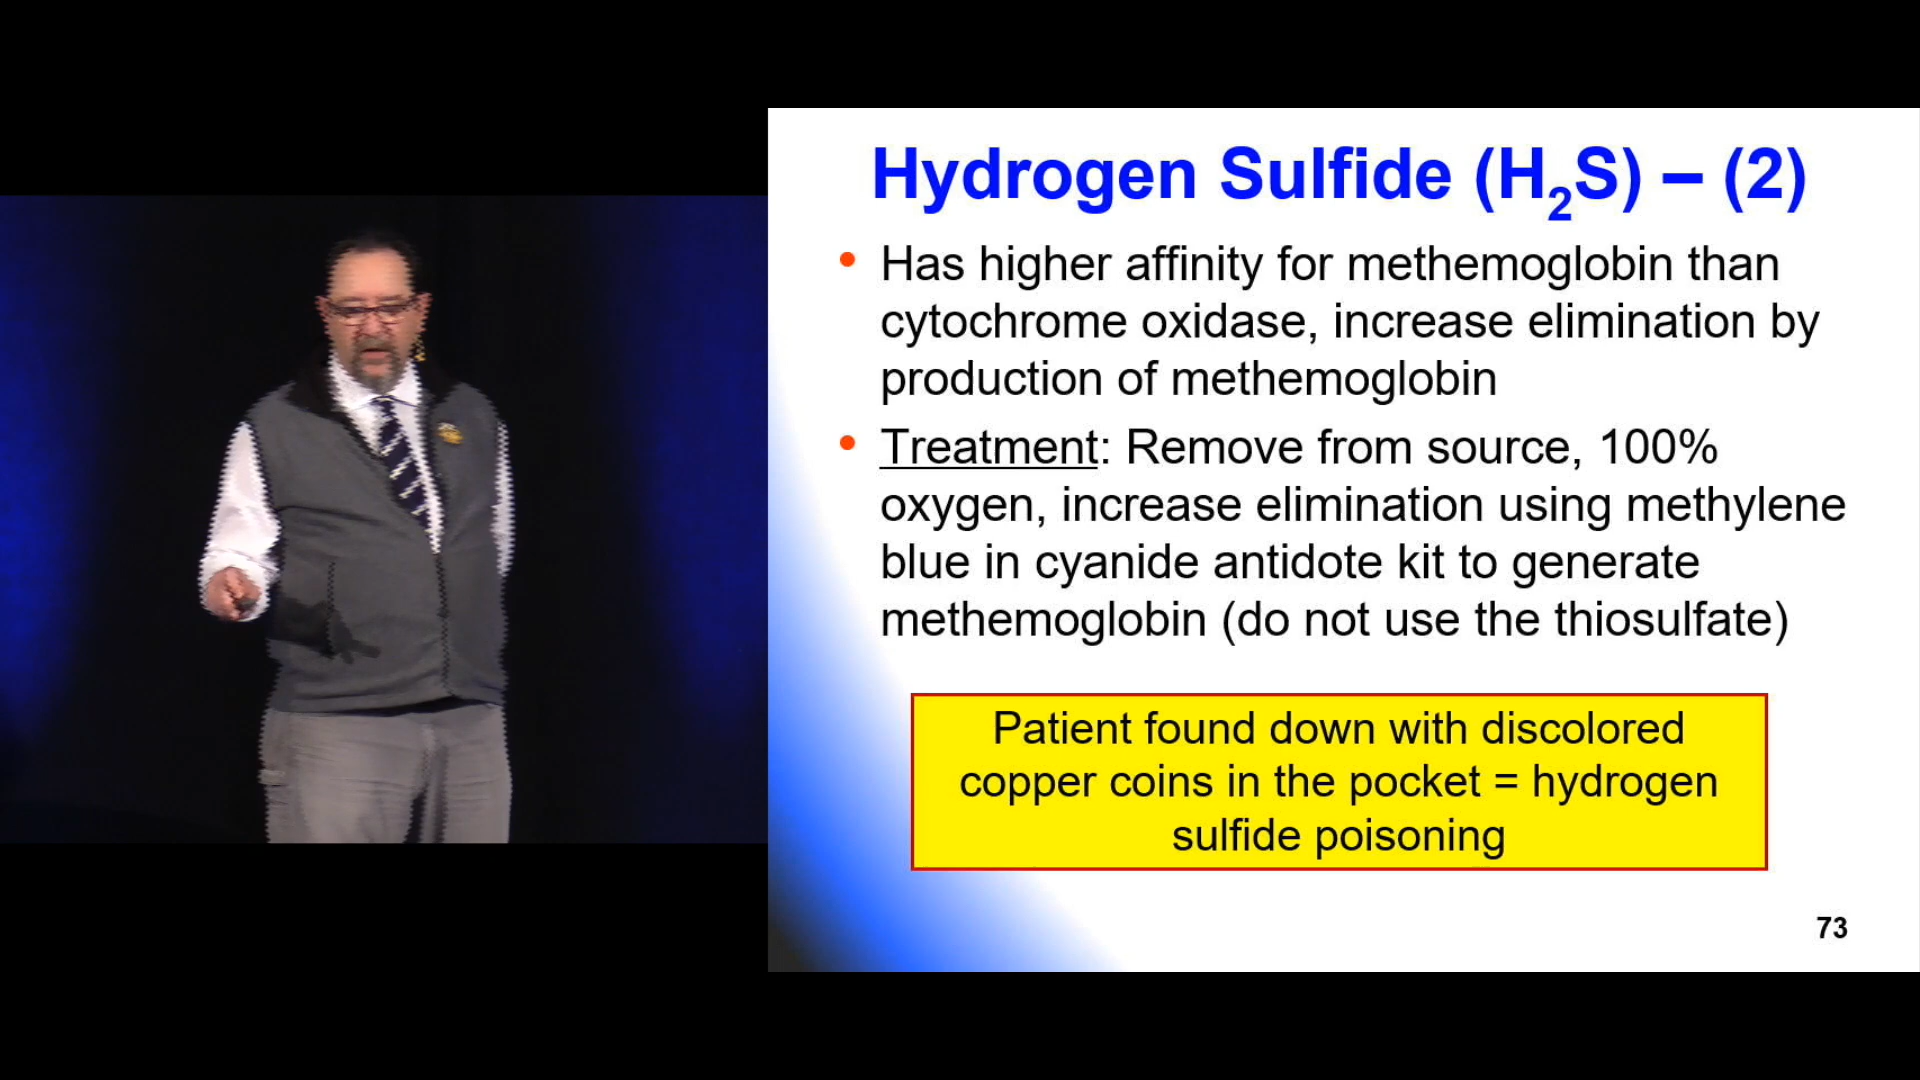 Hydrogen Sulfide (H₂S) – (2)
• Has higher affinity for methemoglobin than
cytochrome oxidase, increase elimination by
production of methemoglobin
• Treatment: Remove from source, 100%
oxygen, increase elimination using methylene
blue in cyanide antidote kit to generate
methemoglobin (do not use the thiosulfate)
Patient found down with discolored
copper coins in the pocket = hydrogen
sulfide poisoning
73